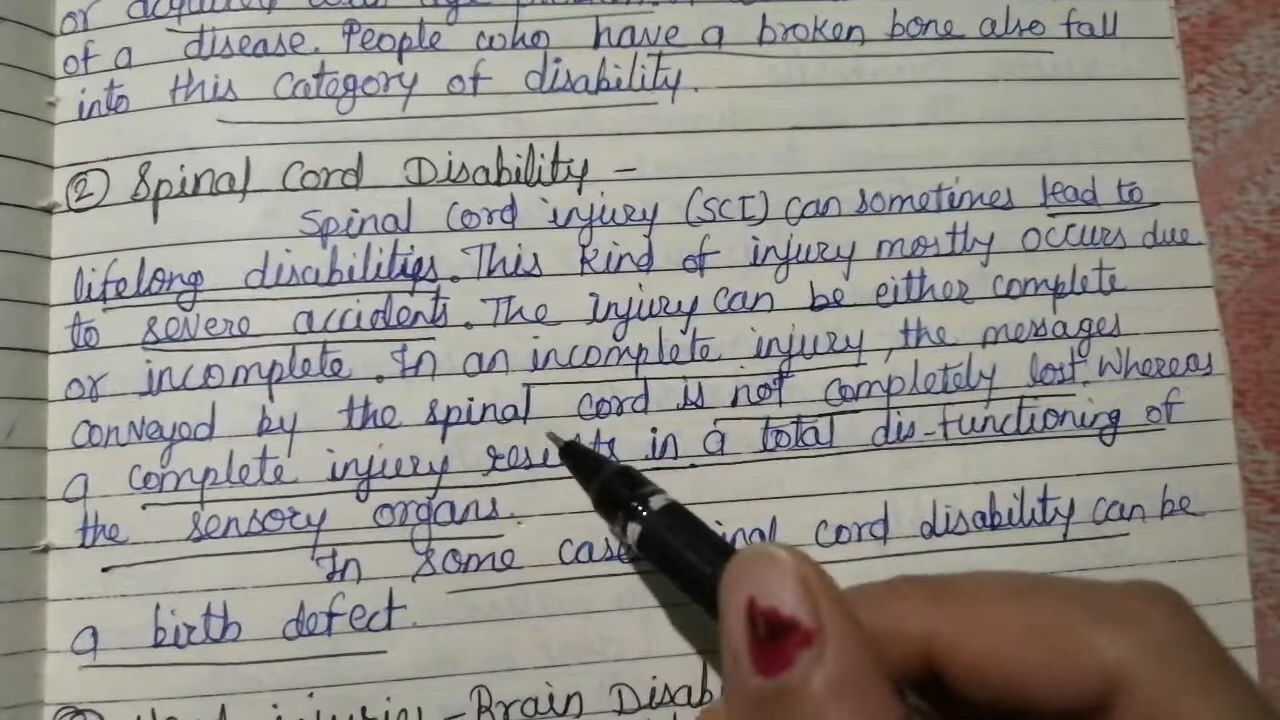 or
of a disease. People who have a broken bone also fall
into this category of disability.
② Spinal Cord Disability -
Spinal Cord injury (SCI) can sometimes lead to
lifelong disabilities. This kind of injury mostly occurs due
to severe accidents. The injury can be either complete
or incomplete. In an incomplete injury, the messages
conveyed by the spinal cord is not completely lost. Whereas
a complete injury in a total dis-functioning of
the sensory organs.
In some cord disability can be
a birth defect.
- Brain